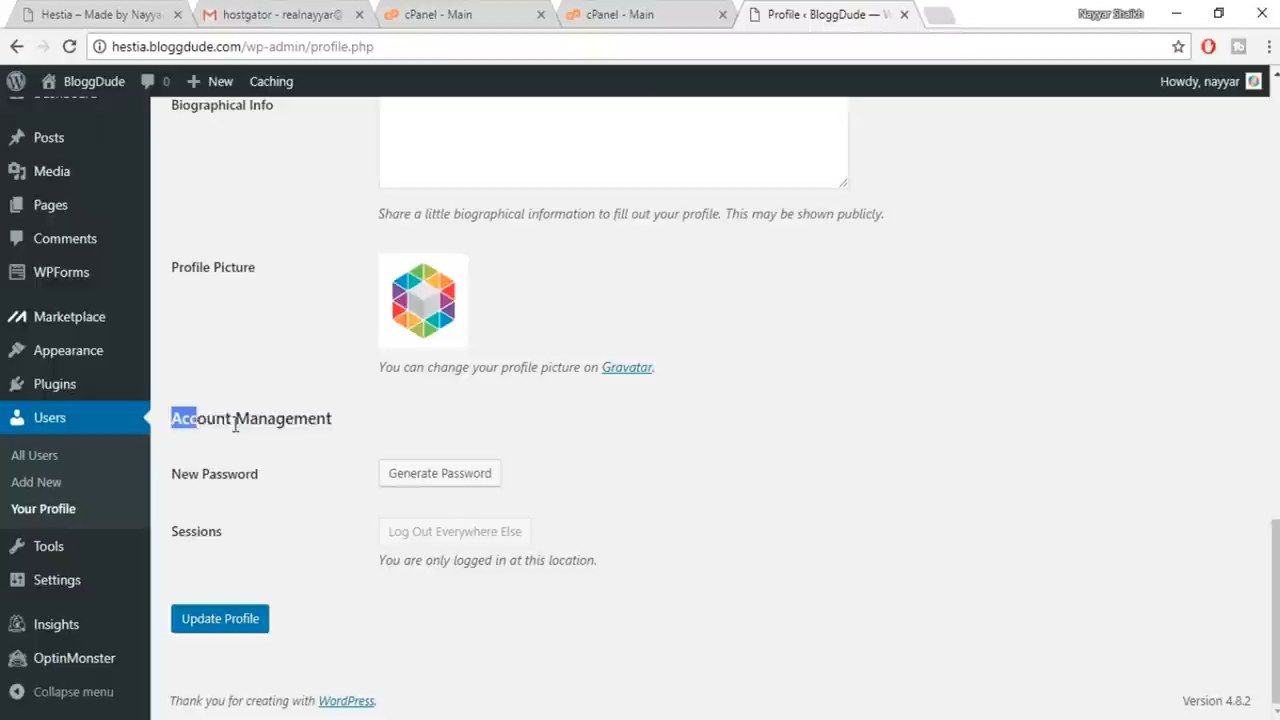 Hestia – Made by Nayya
hostgator - realnayyar@
cPanel - Main
cPanel - Main
Profile ‹ BloggDude — W
Nayyar Shaikh
hestia.bloggdude.com/wp-admin/profile.php
BloggDude
0
New
Caching
Howdy, nayyar
Dashboard
Posts
Media
Pages
Comments
WPForms
Marketplace
Appearance
Plugins
Users
All Users
Add New
Your Profile
Tools
Settings
Insights
OptinMonster
Collapse menu
Biographical Info
Share a little biographical information to fill out your profile. This may be shown publicly.
Profile Picture
You can change your profile picture on Gravatar.
Account Management
New Password
Generate Password
Sessions
Log Out Everywhere Else
You are only logged in at this location.
Update Profile
Thank you for creating with WordPress.
Version 4.8.2